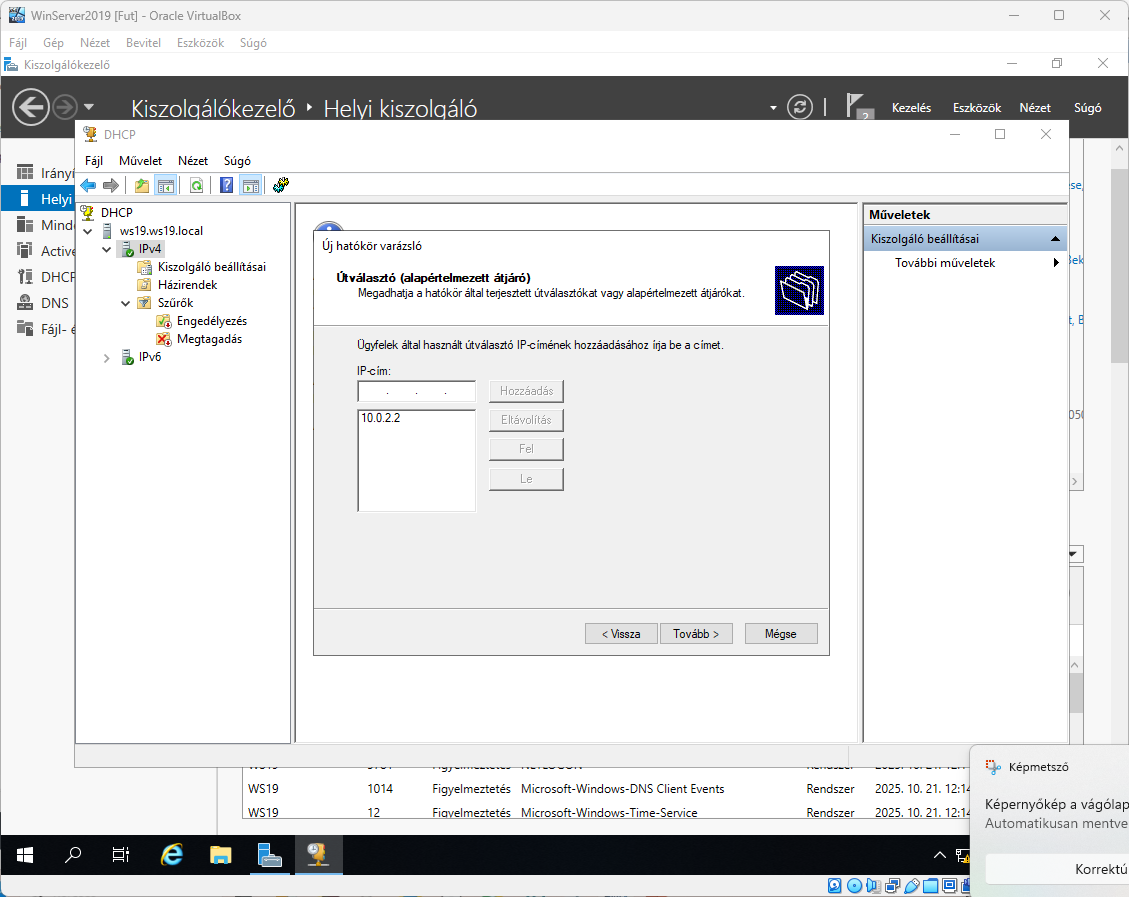 WinServer2019 [Fut] - Oracle VirtualBox
Fájl Gép Nézet Bevitel Eszközök Súgó
Kiszolgálókezelő
Kiszolgálókezelő Helyi kiszolgáló
Kezelés Eszközök Nézet Súgó
Helyi
DHCP
DNS
DHCP
Fájl Művelet Nézet Súgó
DHCP
ws19.ws19.local
IPv4
Kiszolgáló beállításai
Házirendek
Szűrők
Engedélyezés
Megtagadás
IPv6
Új hatókör varázsló
Útválasztó (alapértelmezett átjáró)
Megadhatja a hatókör által terjesztett útválasztókat vagy alapértelmezett átjárókat.
Ügyfelek által használt útválasztó IP-címének hozzáadásához írja be a címet.
IP-cím:
. . .
Hozzáadás
10.0.2.2
Eltávolítás
Fel
Le
< Vissza Tovább > Mégse
Műveletek
Kiszolgáló beállításai
További műveletek
WS19 1014 Figyelmeztetés Microsoft-Windows-DNS Client Events Rendszer 2025. 10. 21. 12:14
WS19 12 Figyelmeztetés Microsoft-Windows-Time-Service Rendszer 2025. 10. 21. 12:14
Képmetsző
Képernyőkép a vágólap
Automatikusan mentve
Korrektú